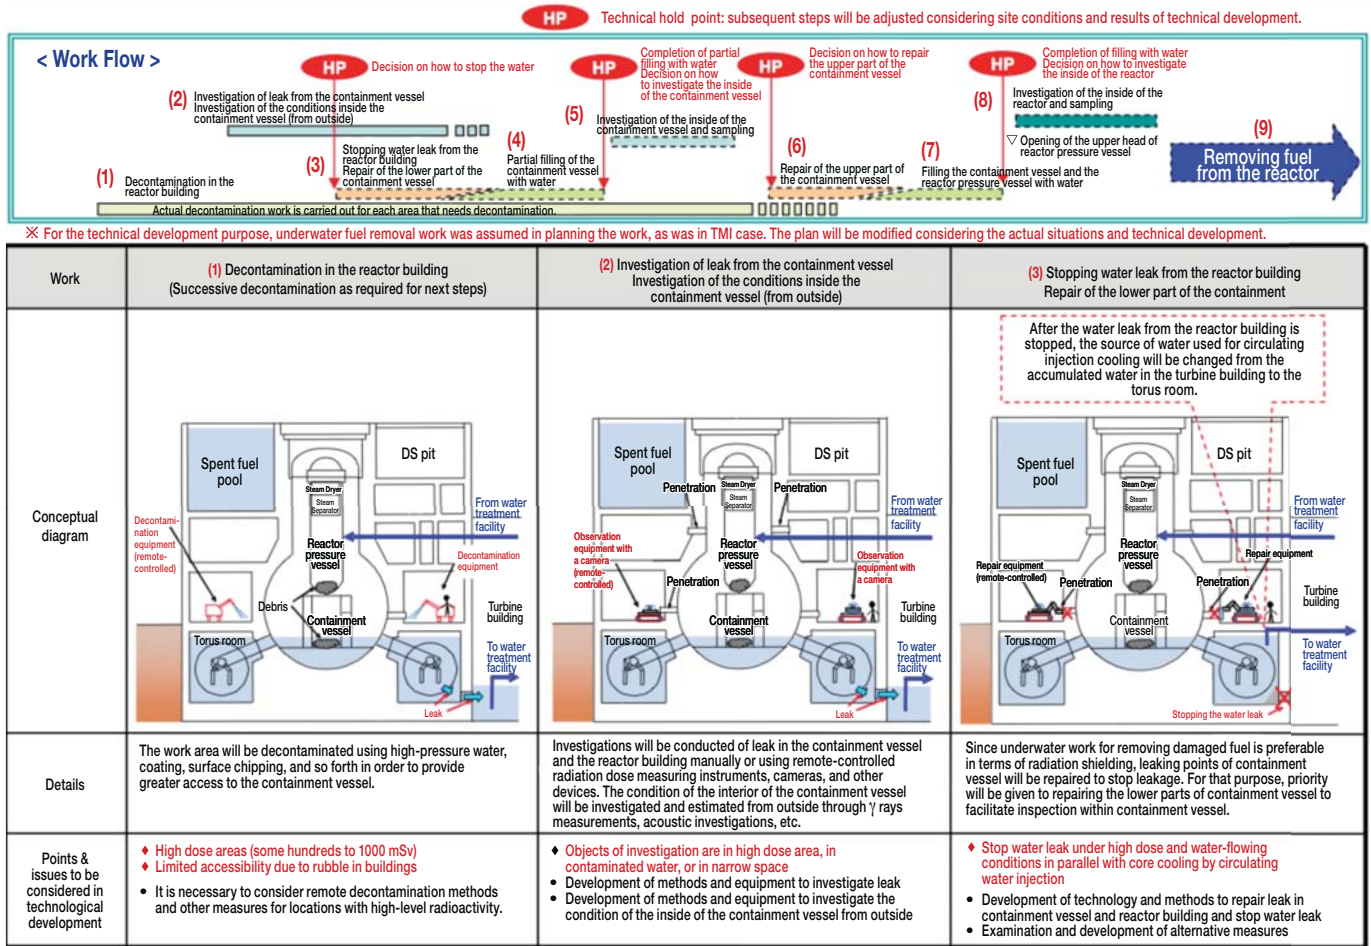 HP Technical hold point: subsequent steps will be adjusted considering site conditions and results of technical development.
< Work Flow >
HP
Decision on how to stop the water
HP
Completion of partial
filling with water
Decision on how
to investigate the inside
of the containment vessel
HP
Decision on how to repair
the upper part of the
containment vessel
HP
Completion of filling with water
Decision on how to investigate
the inside of the reactor
(2) Investigation of leak from the containment vessel
Investigation of the conditions inside the
containment vessel (from outside)
(5)
Investigation of the inside of the
containment vessel and sampling
(8)
Investigation of the inside of the
reactor and sampling
▽ Opening of the upper head of
reactor pressure vessel
(1) Decontamination in the
reactor building
(3)
Stopping water leak from the
reactor building
Repair of the lower part of the
containment vessel
(4)
Partial filling of the
containment vessel
with water
(6)
Repair of the upper part of
the containment vessel
(7)
Filling the containment vessel and the
reactor pressure vessel with water
(9)
Removing fuel
from the reactor
Actual decontamination work is carried out for each area that needs decontamination.
※ For the technical development purpose, underwater fuel removal work was assumed in planning the work, as was in TMI case. The plan will be modified considering the actual situations and technical development.
Work
(1) Decontamination in the reactor building
(Successive decontamination as required for next steps)
(2) Investigation of leak from the containment vessel
Investigation of the conditions inside the
containment vessel (from outside)
(3) Stopping water leak from the reactor building
Repair of the lower part of the containment
Conceptual
diagram
Spent fuel
pool
DS pit
Steam Dryer
Steam
Separator
From water
treatment
facility
Decontami-
nation
equipment
(remote-
controlled)
Reactor
pressure
vessel
Decontamination
equipment
Debris
Containment
vessel
Turbine
building
Torus room
To water
treatment
facility
Leak
Spent fuel
pool
DS pit
Penetration
Steam Dryer
Steam
Separator
Penetration
From water
treatment
facility
Observation
equipment with
a camera
(remote-
controlled)
Reactor
pressure
vessel
Observation
equipment with
a camera
Penetration
Containment
vessel
Turbine
building
Torus room
To water
treatment
facility
Leak
After the water leak from the reactor building is
stopped, the source of water used for circulating
injection cooling will be changed from the
accumulated water in the turbine building to the
torus room.
Spent fuel
pool
DS pit
Steam Dryer
Steam
Separator
From water
treatment
facility
Reactor
pressure
vessel
Repair equipment
Repair equipment
(remote-controlled)
Penetration
Penetration
Containment
vessel
Turbine
building
Torus room
To water
treatment
facility
Stopping the water leak
Details
The work area will be decontaminated using high-pressure water,
coating, surface chipping, and so forth in order to provide
greater access to the containment vessel.
Investigations will be conducted of leak in the containment vessel
and the reactor building manually or using remote-controlled
radiation dose measuring instruments, cameras, and other
devices. The condition of the interior of the containment vessel
will be investigated and estimated from outside through γ rays
measurements, acoustic investigations, etc.
Since underwater work for removing damaged fuel is preferable
in terms of radiation shielding, leaking points of containment
vessel will be repaired to stop leakage. For that purpose, priority
will be given to repairing the lower parts of containment vessel to
facilitate inspection within containment vessel.
Points &
issues to be
considered in
technological
development
♦ High dose areas (some hundreds to 1000 mSv)
♦ Limited accessibility due to rubble in buildings
• It is necessary to consider remote decontamination methods
and other measures for locations with high-level radioactivity.
♦ Objects of investigation are in high dose area, in
contaminated water, or in narrow space
• Development of methods and equipment to investigate leak
• Development of methods and equipment to investigate the
condition of the inside of the containment vessel from outside
♦ Stop water leak under high dose and water-flowing
conditions in parallel with core cooling by circulating
water injection
• Development of technology and methods to repair leak in
containment vessel and reactor building and stop water leak
• Examination and development of alternative measures